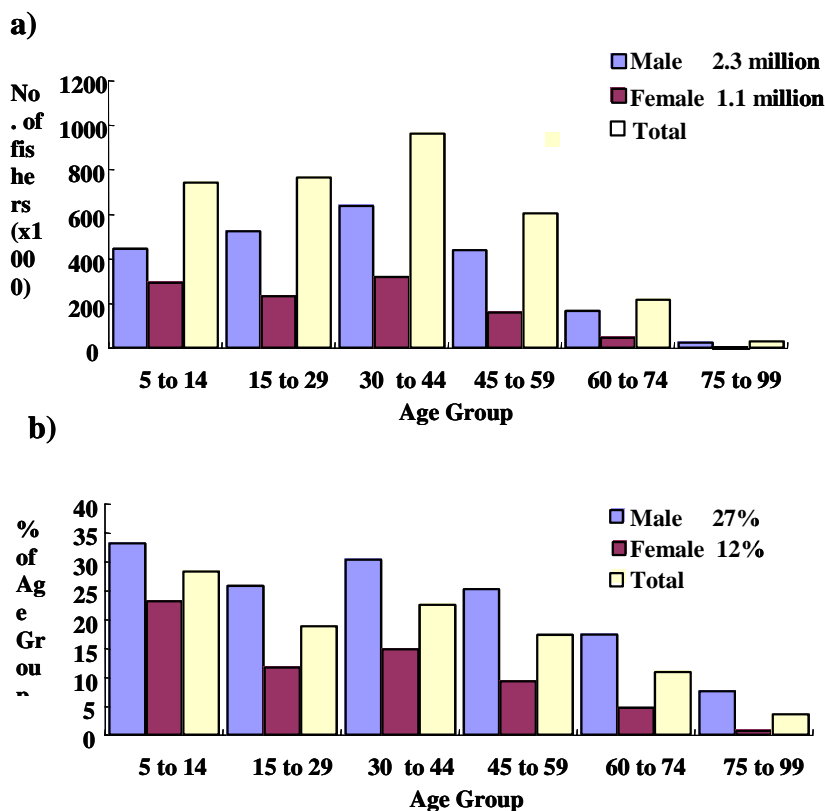 a)
No
. of
fis
he
rs
(x1
00
0)
1200
1000
800
600
400
200
0
Male 2.3 million
Female 1.1 million
Total
5 to 14 15 to 29 30 to 44 45 to 59 60 to 74 75 to 99
Age Group
b)
%
of
Ag
e
Gr
ou
40
35
30
25
20
15
10
5
0
Male 27%
Female 12%
Total
5 to 14 15 to 29 30 to 44 45 to 59 60 to 74 75 to 99
Age Group